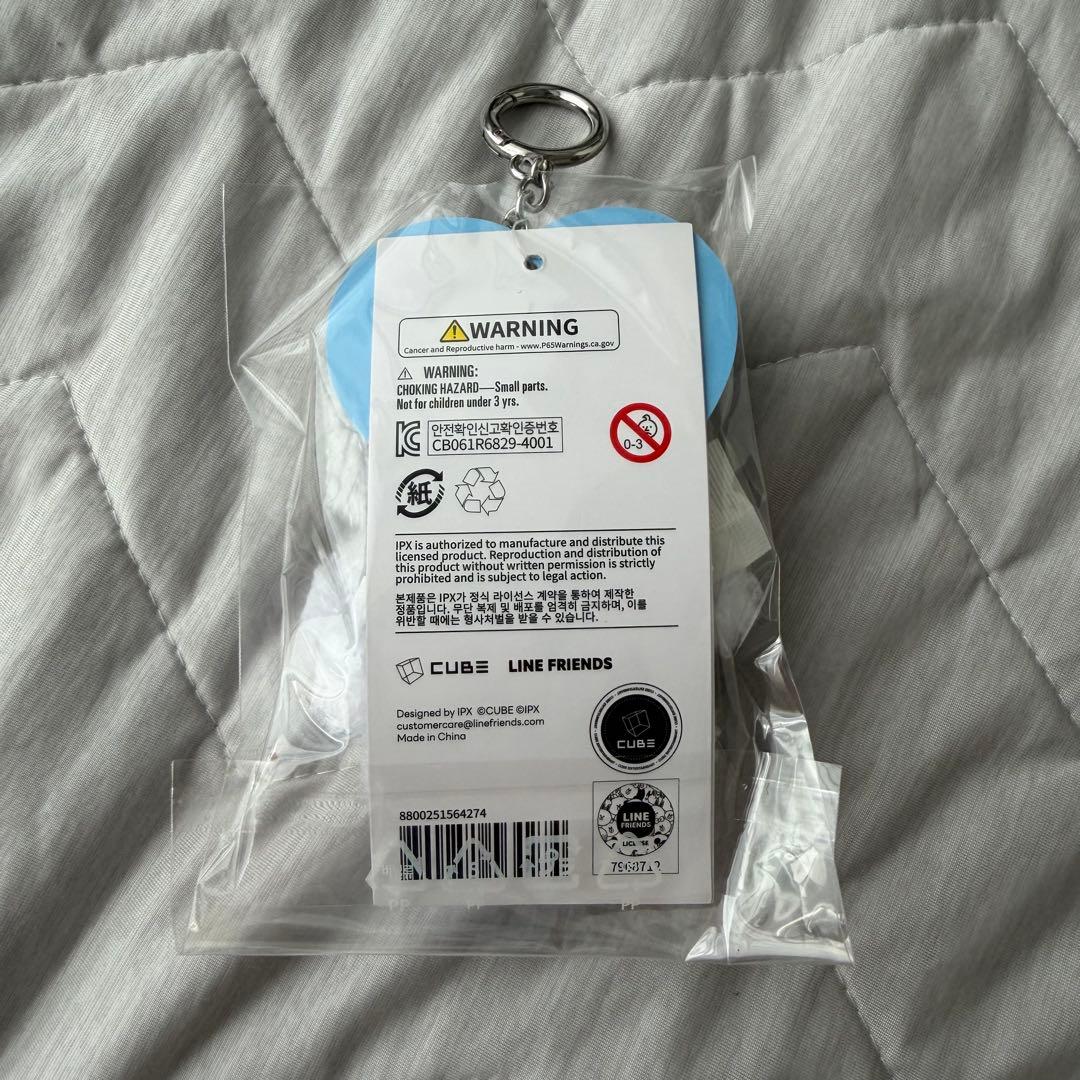 WARNING
Cancer and Reproductive harm - www.P65Warnings.ca.gov
WARNING:
CHOKING HAZARD—Small parts.
Not for children under 3 yrs.
안전확인신고확인증번호
CB061R6829-4001
0-3
紙
IPX is authorized to manufacture and distribute this
licensed product. Reproduction and distribution of
this product without written permission is strictly
prohibited and is subject to legal action.
본제품은 IPX가 정식 라이선스 계약을 통하여 제작한
정품입니다. 무단 복제 및 배포를 엄격히 금지하며, 이를
위반할 때에는 형사처벌을 받을 수 있습니다.
CUBE LINE FRIENDS
Designed by IPX ©CUBE ©IPX
customercare@linefriends.com
Made in China
CUBE
8800251564274
LINE
FRIENDS
PP
PP
PP